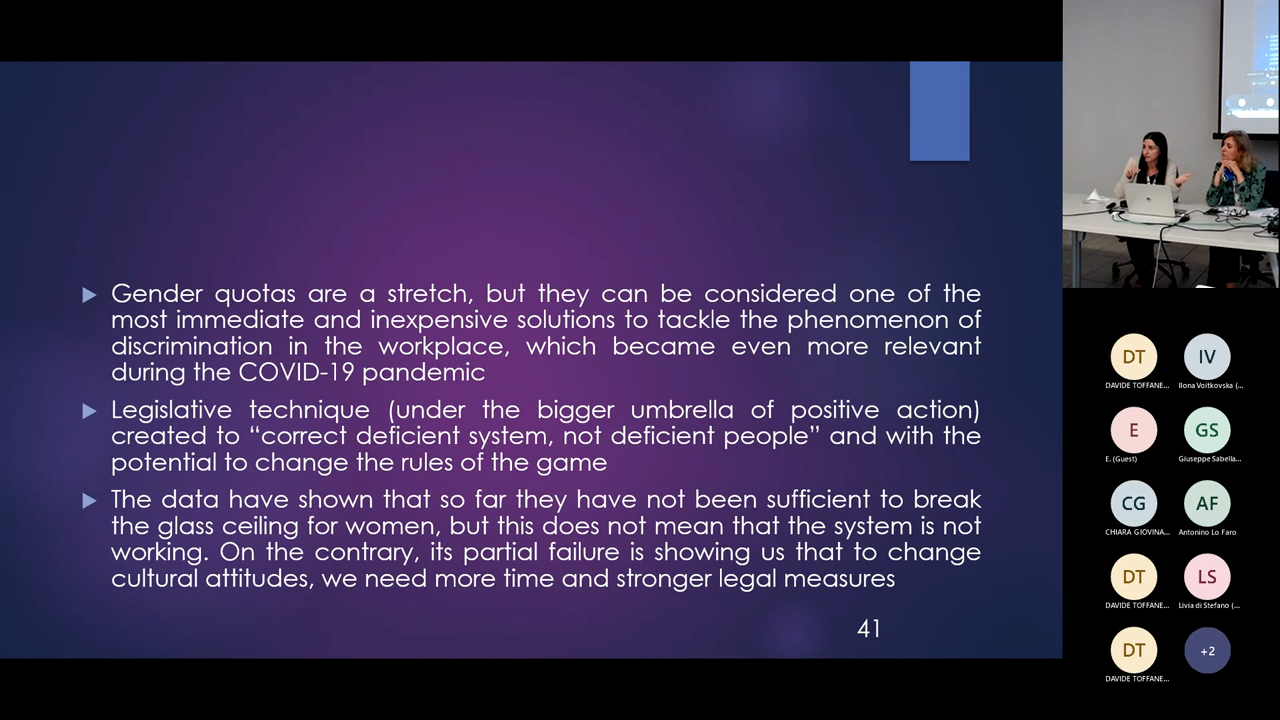 Gender quotas are a stretch, but they can be considered one of the
most immediate and inexpensive solutions to tackle the phenomenon of
discrimination in the workplace, which became even more relevant
during the COVID-19 pandemic
Legislative technique (under the bigger umbrella of positive action)
created to “correct deficient system, not deficient people” and with the
potential to change the rules of the game
The data have shown that so far they have not been sufficient to break
the glass ceiling for women, but this does not mean that the system is not
working. On the contrary, its partial failure is showing us that to change
cultural attitudes, we need more time and stronger legal measures
41
DT
IV
DAVIDE TOFFANE...
Ilona Voitkovska (...
E
GS
E. (Guest)
Giuseppe Sabella...
CG
AF
CHIARA GIOVINA...
Antonino Lo Faro
DT
LS
DAVIDE TOFFANE...
Livia di Stefano (...
DT
+2
DAVIDE TOFFANE...